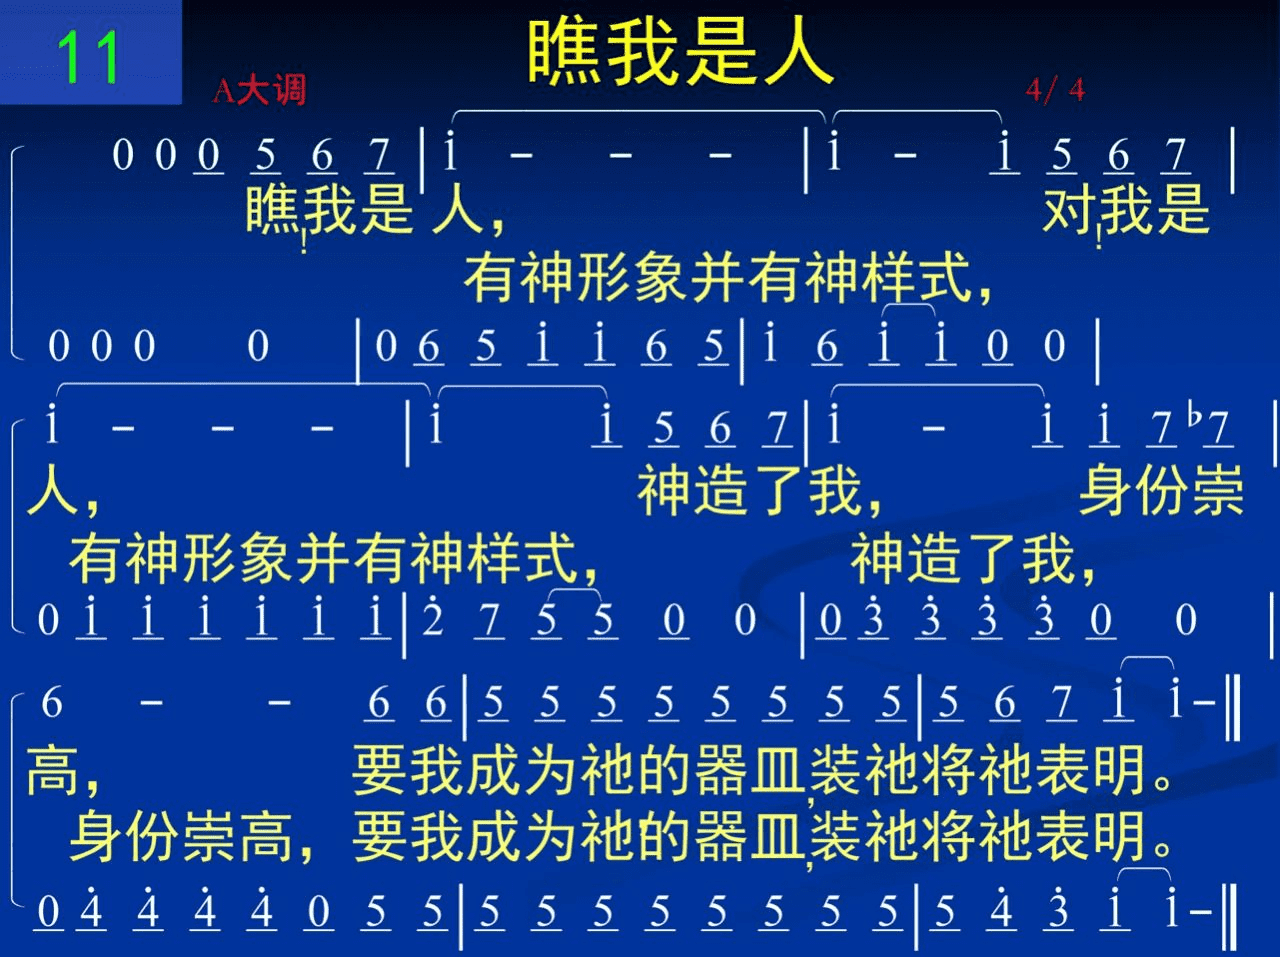 11
瞧我是人
A大调
4/ 4
0 0 0 5 6 7 | i - - - | i - i 5 6 7 |
瞧!我是 人, 对!我是
有神形象并有神样式,
0 0 0 0 | 0 6 5 i i 6 5 | i 6 i i 0 0 |
i - - - | i i 5 6 7 | i - i i 7 ♭7 |
人, 神造了我, 身份崇
有神形象并有神样式, 神造了我,
0 i i i i i i | 2̇ 7 5 5 0 0 | 0 3̇ 3̇ 3̇ 3̇ 0 0 |
6 - - 6 6 | 5 5 5 5 5 5 5 5 | 5 6 7 i i - ‖
高, 要我成为祂的器皿,装祂将祂表明。
身份崇高, 要我成为祂的器皿,装祂将祂表明。
0 4̇ 4̇ 4̇ 4̇ 0 5 5 | 5 5 5 5 5 5 5 5 | 5 4̇ 3̇ i i - ‖